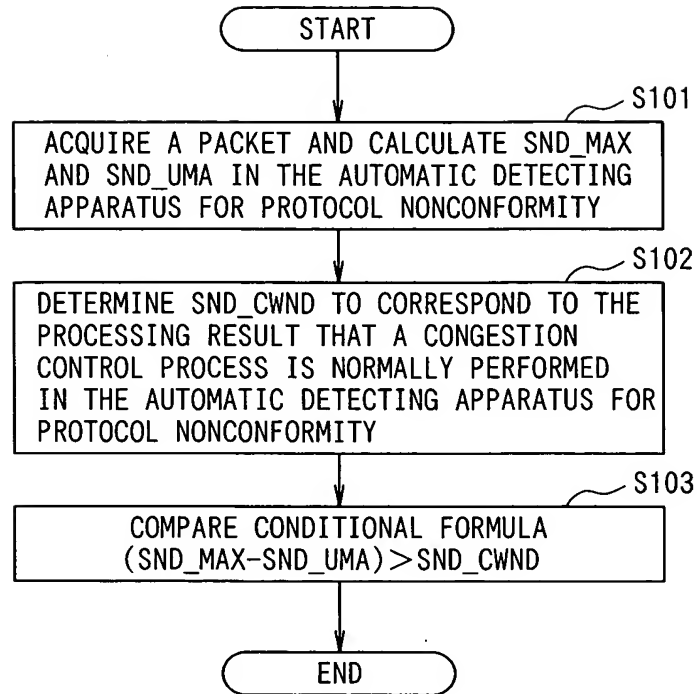 START
S101
ACQUIRE A PACKET AND CALCULATE SND_MAX
AND SND_UMA IN THE AUTOMATIC DETECTING
APPARATUS FOR PROTOCOL NONCONFORMITY
S102
DETERMINE SND_CWND TO CORRESPOND TO THE
PROCESSING RESULT THAT A CONGESTION
CONTROL PROCESS IS NORMALLY PERFORMED
IN THE AUTOMATIC DETECTING APPARATUS FOR
PROTOCOL NONCONFORMITY
S103
COMPARE CONDITIONAL FORMULA
(SND_MAX-SND_UMA)>SND_CWND
END